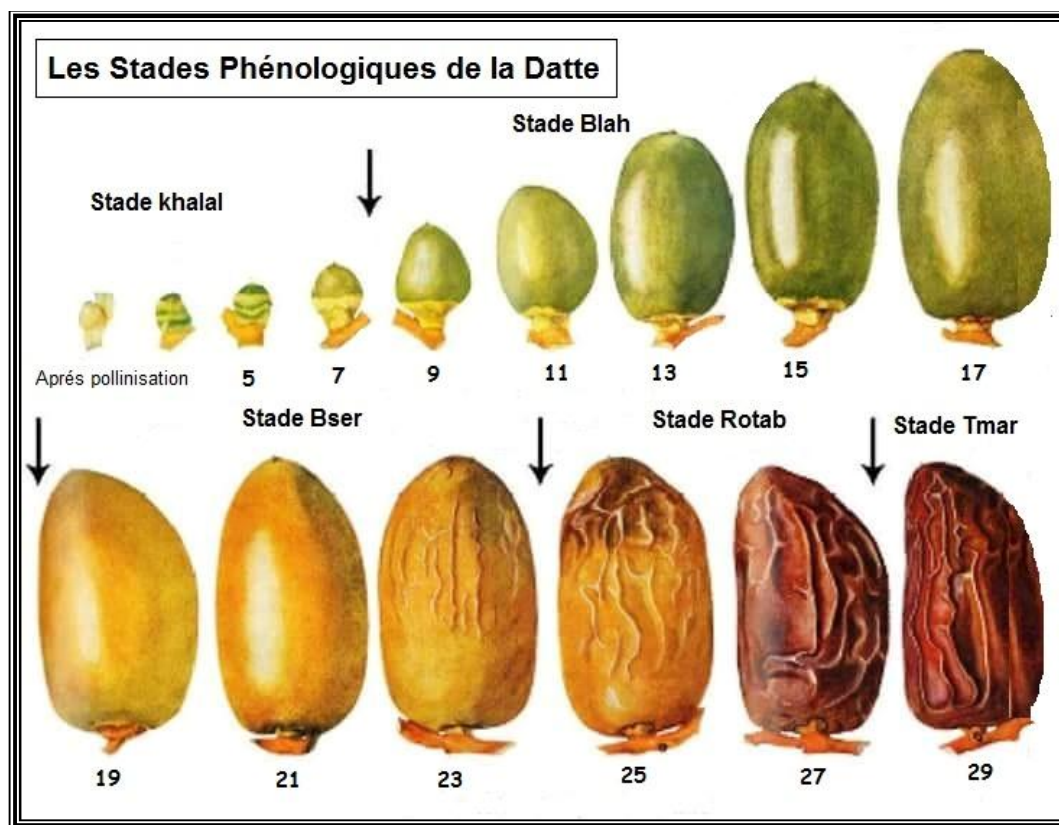 Les Stades Phénologiques de la Datte
Stade Blah
Stade khalal
Aprés pollinisation
5
7
9
11
13
15
17
Stade Bser
Stade Rotab
Stade Tmar
19
21
23
25
27
29